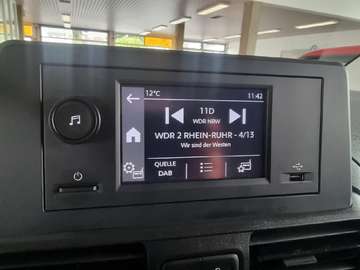 12°C
11:42
11D
WDR NRW
WDR 2 RHEIN-RUHR - 4/13
Wir sind der Westen
QUELLE
DAB